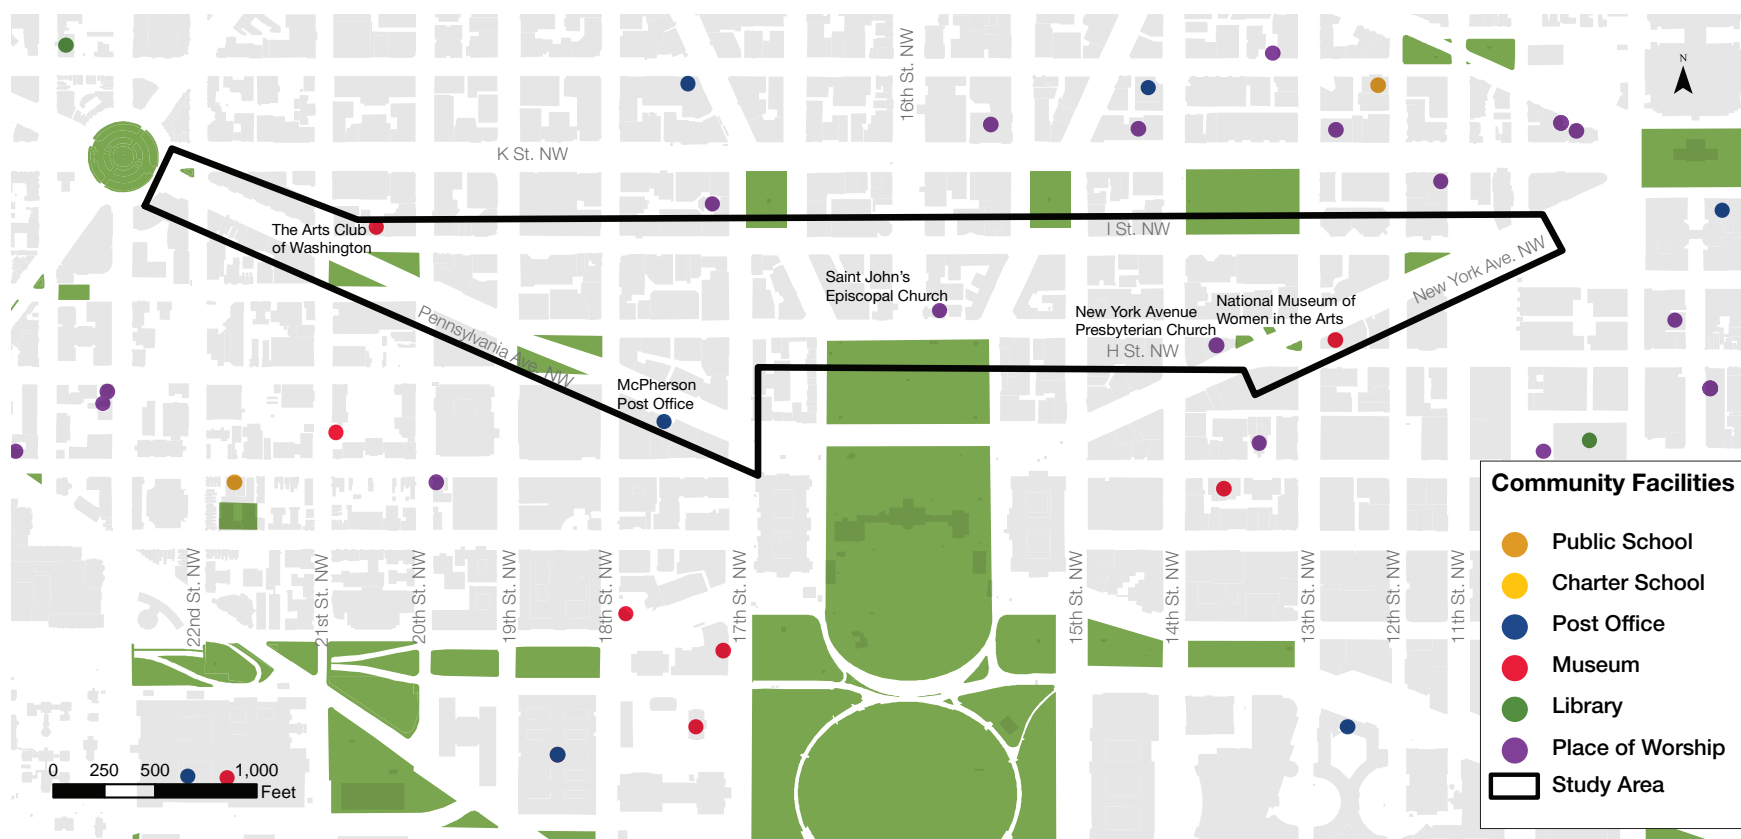 16th St. NW
N
K St. NW
The Arts Club
of Washington
I St. NW
New York Ave. NW
Saint John's
Episcopal Church
National Museum of
Women in the Arts
New York Avenue
Presbyterian Church
H St. NW
Pennsylvania Ave. NW
McPherson
Post Office
22nd St. NW
21st St. NW
20th St. NW
19th St. NW
18th St. NW
17th St. NW
15th St. NW
14th St. NW
13th St. NW
12th St. NW
11th St. NW
Community Facilities
Public School
Charter School
Post Office
Museum
Library
Place of Worship
Study Area
0 250 500 1,000
Feet